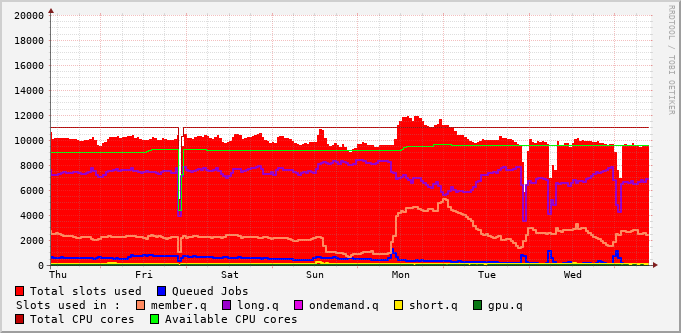 20000
18000
16000
14000
12000
10000
8000
6000
4000
2000
0
Thu Fri Sat Sun Mon Tue Wed
RRDTOOL / TOBI OETIKER
Total slots used Queued Jobs
Slots used in : member.q long.q ondemand.q short.q gpu.q
Total CPU cores Available CPU cores